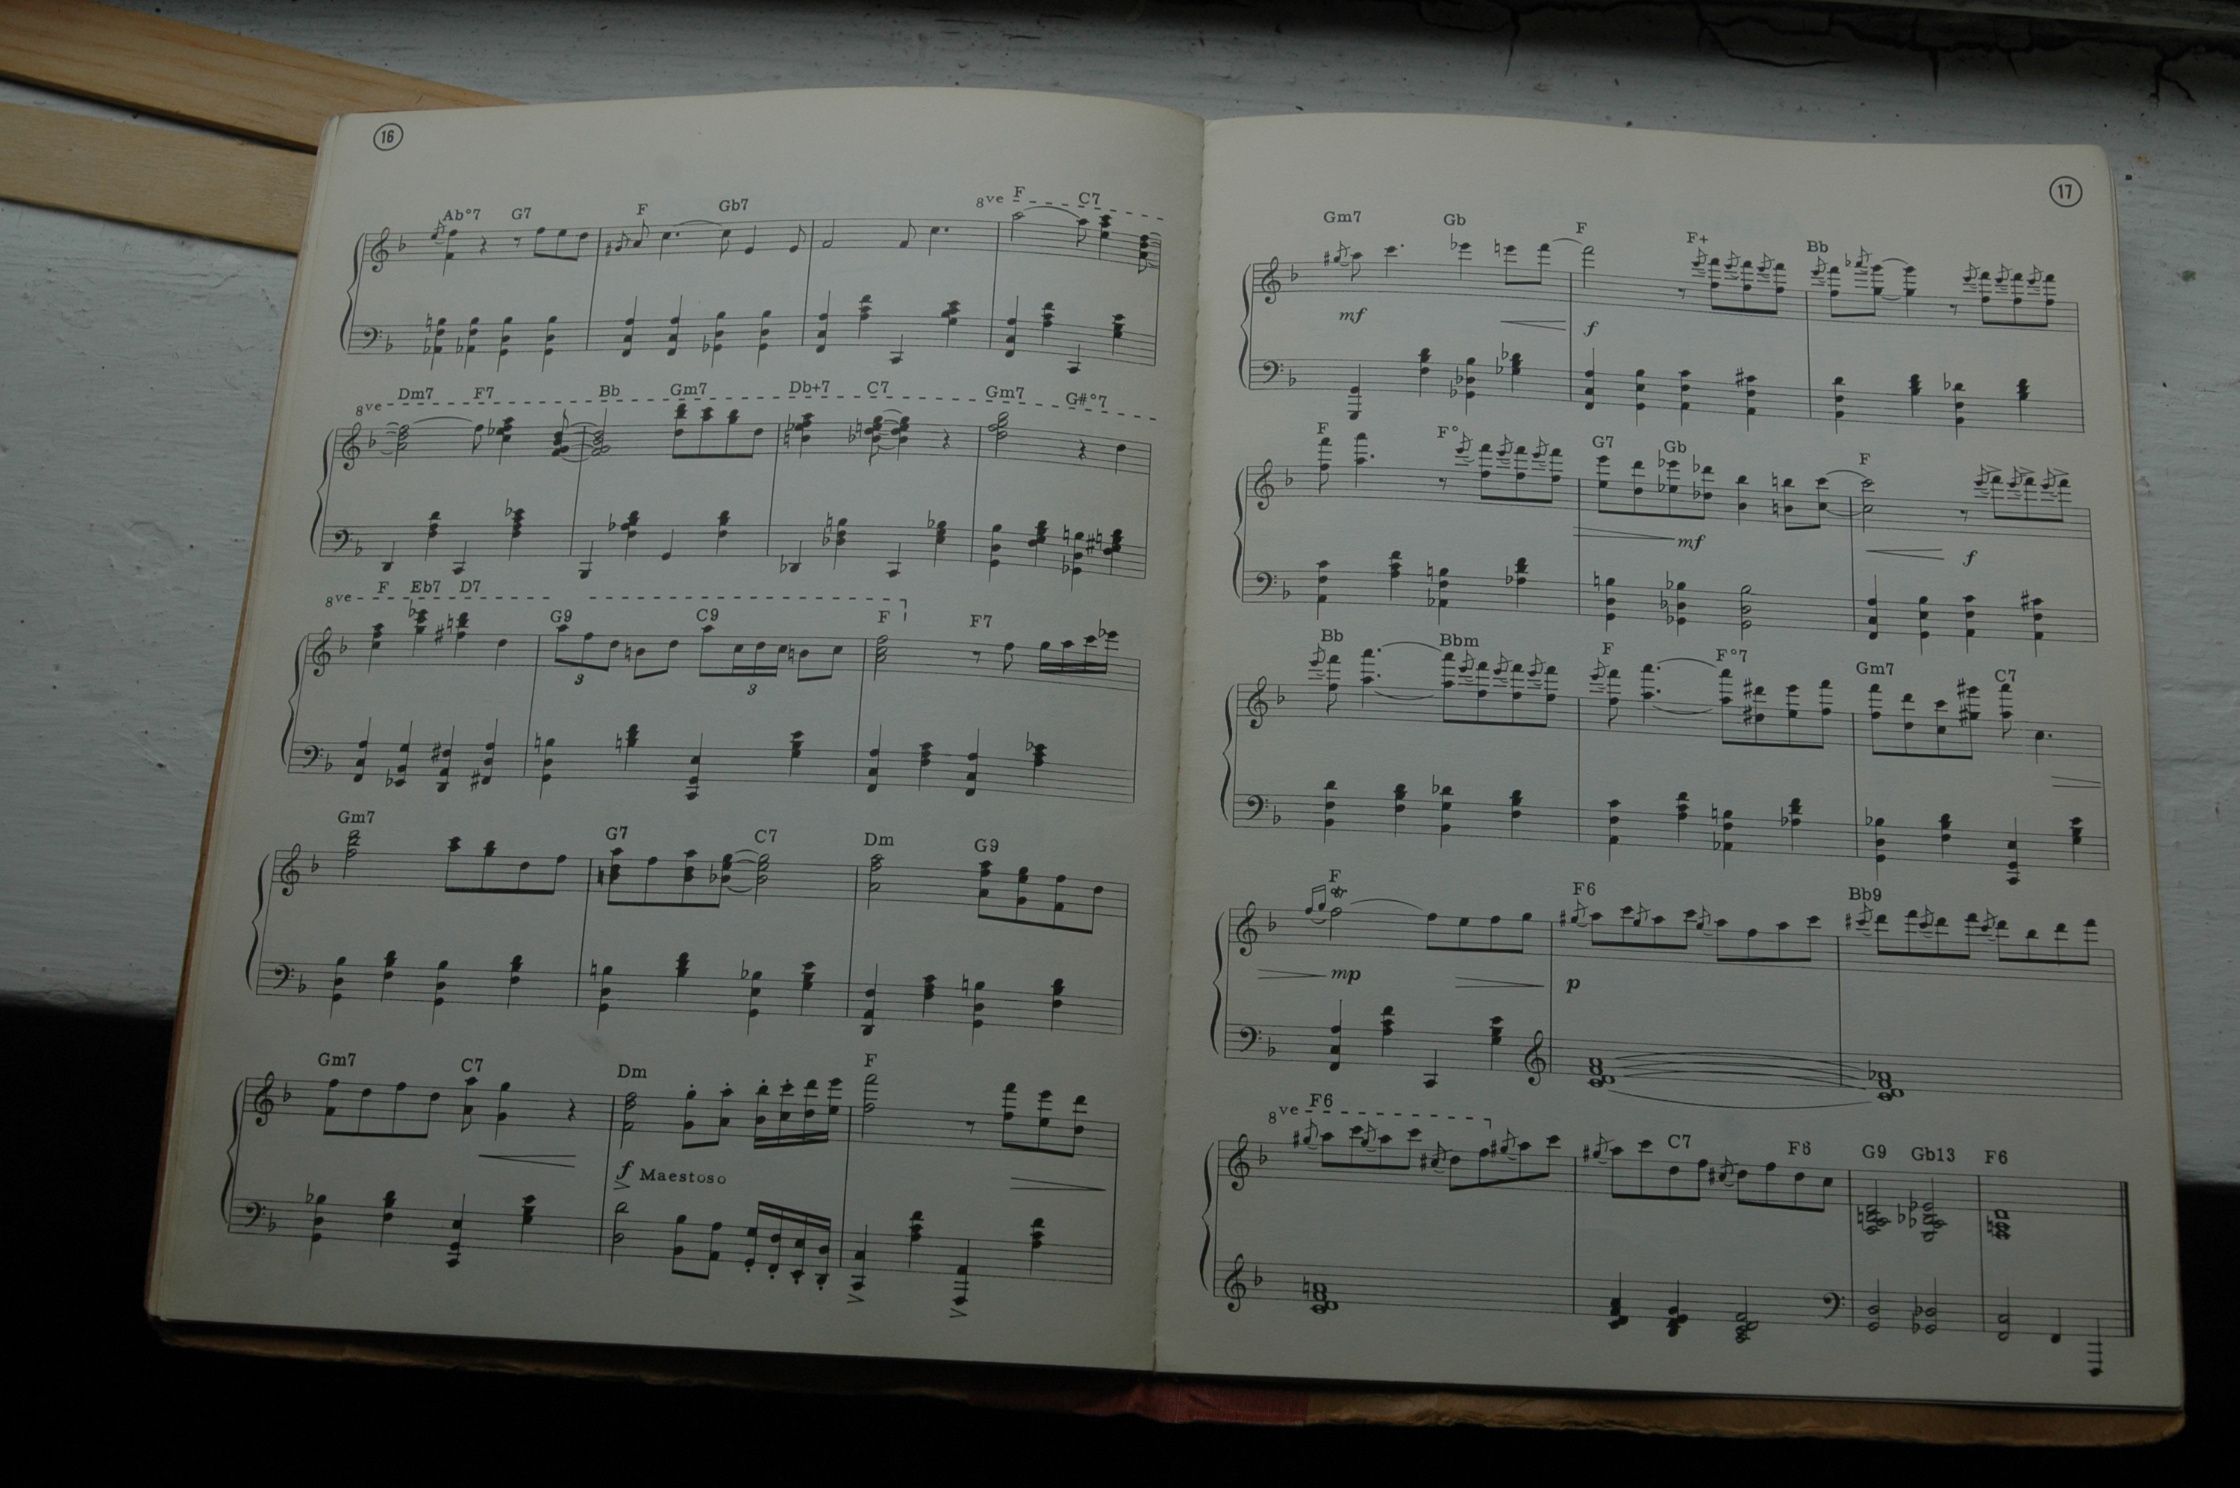 16
Ab°7 G7 F Gb7 8ve F C7
8ve Dm7 F7 Bb Gm7 Db+7 C7 Gm7 G#°7
8ve F Eb7 D7 G9 C9 F F7
3 3
Gm7 G7 C7 Dm G9
Gm7 C7 Dm F
f Maestoso
17
Gm7 Gb F F+ Bb
mf f
F F° G7 Gb F
mf f
Bb Bbm F F°7 Gm7 C7
F F6 Bb9
mp p
8ve F6 C7 F6 G9 Gb13 F6